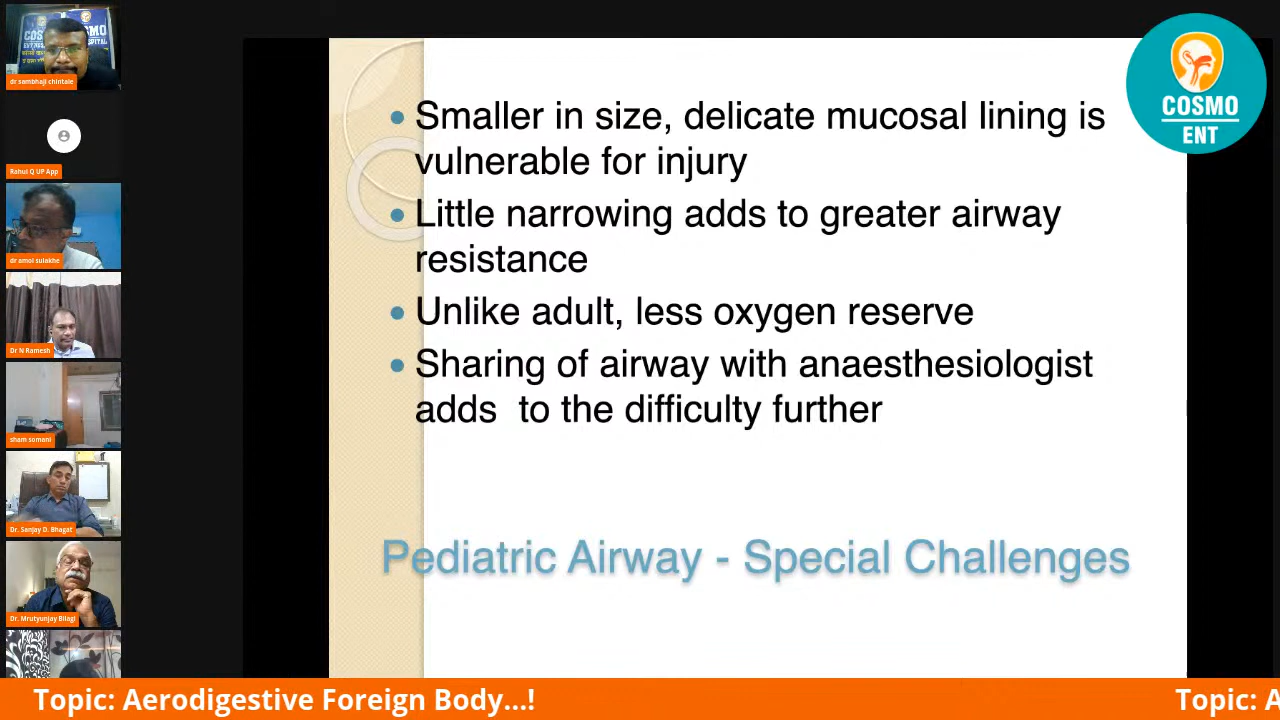 COSMO
ENT
dr sambhaji chintale
Rahul Q UP App
dr amol sulakhe
Dr N Ramesh
sham somani
Dr. Sanjay D. Bhagat
Dr. Mrutyunjay Bilagi
Smaller in size, delicate mucosal lining is
vulnerable for injury
Little narrowing adds to greater airway
resistance
Unlike adult, less oxygen reserve
Sharing of airway with anaesthesiologist
adds to the difficulty further
Pediatric Airway - Special Challenges
Topic: Aerodigestive Foreign Body...!
Topic: A